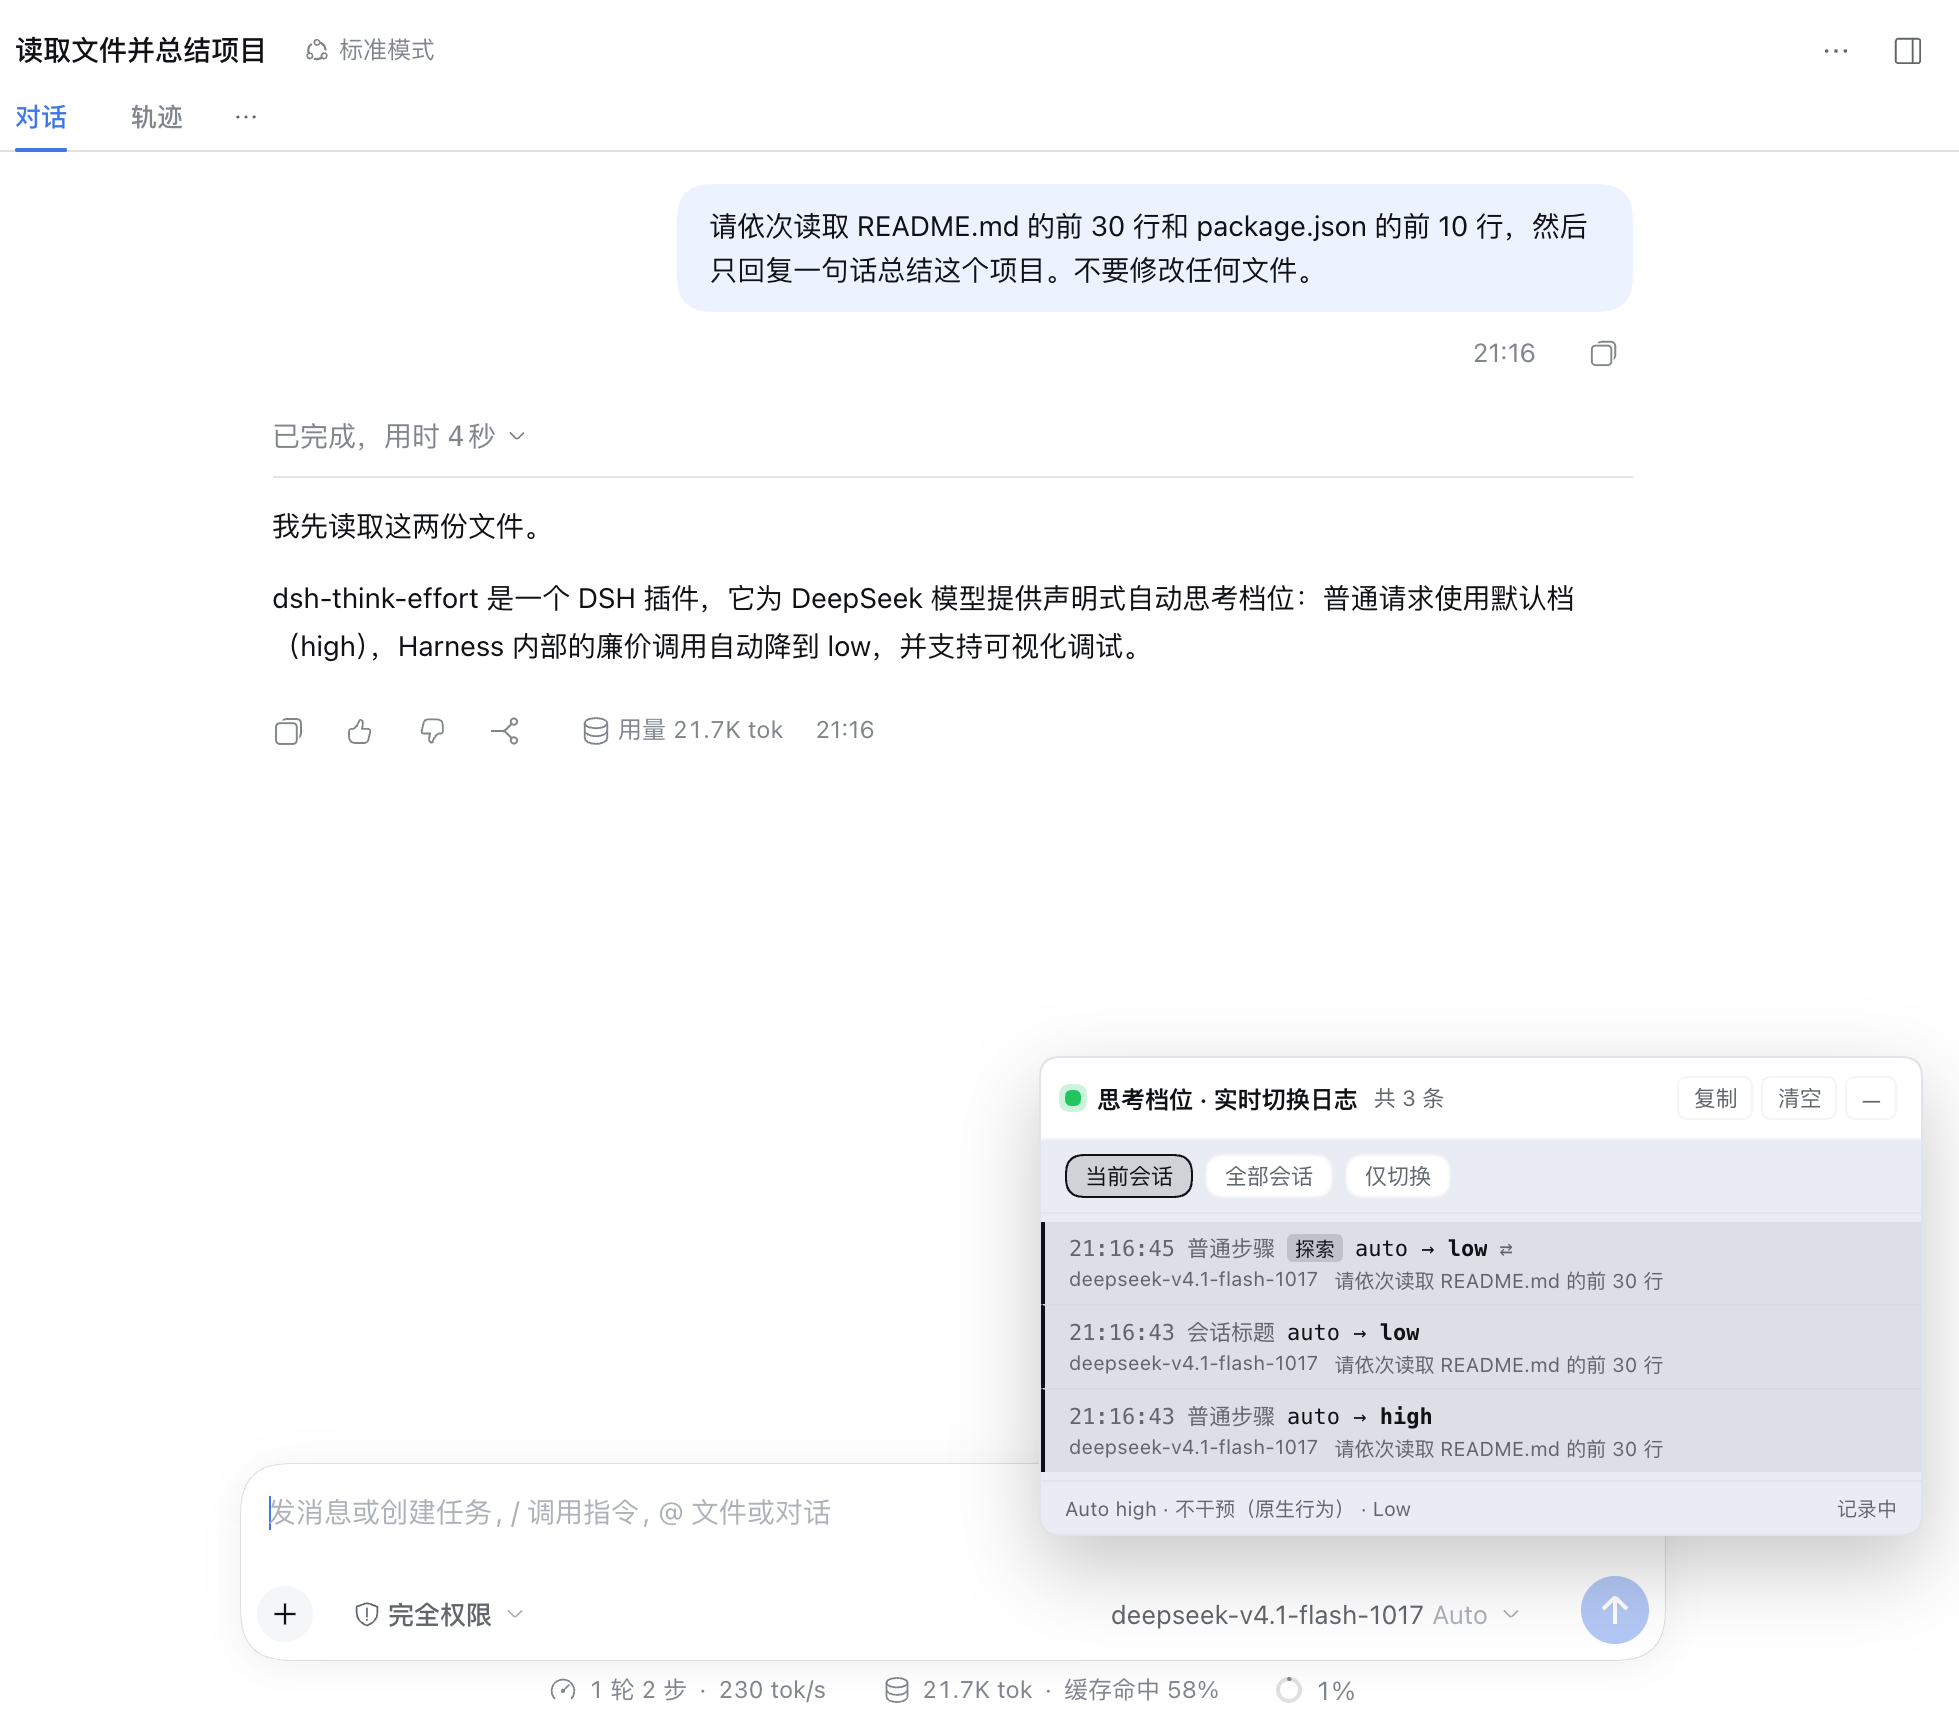 读取文件并总结项目 标准模式
对话 轨迹 ···
请依次读取 README.md 的前 30 行和 package.json 的前 10 行，然后
只回复一句话总结这个项目。不要修改任何文件。
21:16
已完成，用时 4秒
我先读取这两份文件。
dsh-think-effort 是一个 DSH 插件，它为 DeepSeek 模型提供声明式自动思考档位：普通请求使用默认档
（high），Harness 内部的廉价调用自动降到 low，并支持可视化调试。
用量 21.7K tok 21:16
思考档位 · 实时切换日志 共 3 条 复制 清空 —
当前会话 全部会话 仅切换
21:16:45 普通步骤 探索 auto → low ⇄
deepseek-v4.1-flash-1017 请依次读取 README.md 的前 30 行
21:16:43 会话标题 auto → low
deepseek-v4.1-flash-1017 请依次读取 README.md 的前 30 行
21:16:43 普通步骤 auto → high
deepseek-v4.1-flash-1017 请依次读取 README.md 的前 30 行
Auto high · 不干预（原生行为） · Low 记录中
发消息或创建任务, / 调用指令, @ 文件或对话
完全权限 deepseek-v4.1-flash-1017 Auto
1 轮 2 步 · 230 tok/s 21.7K tok · 缓存命中 58% 1%